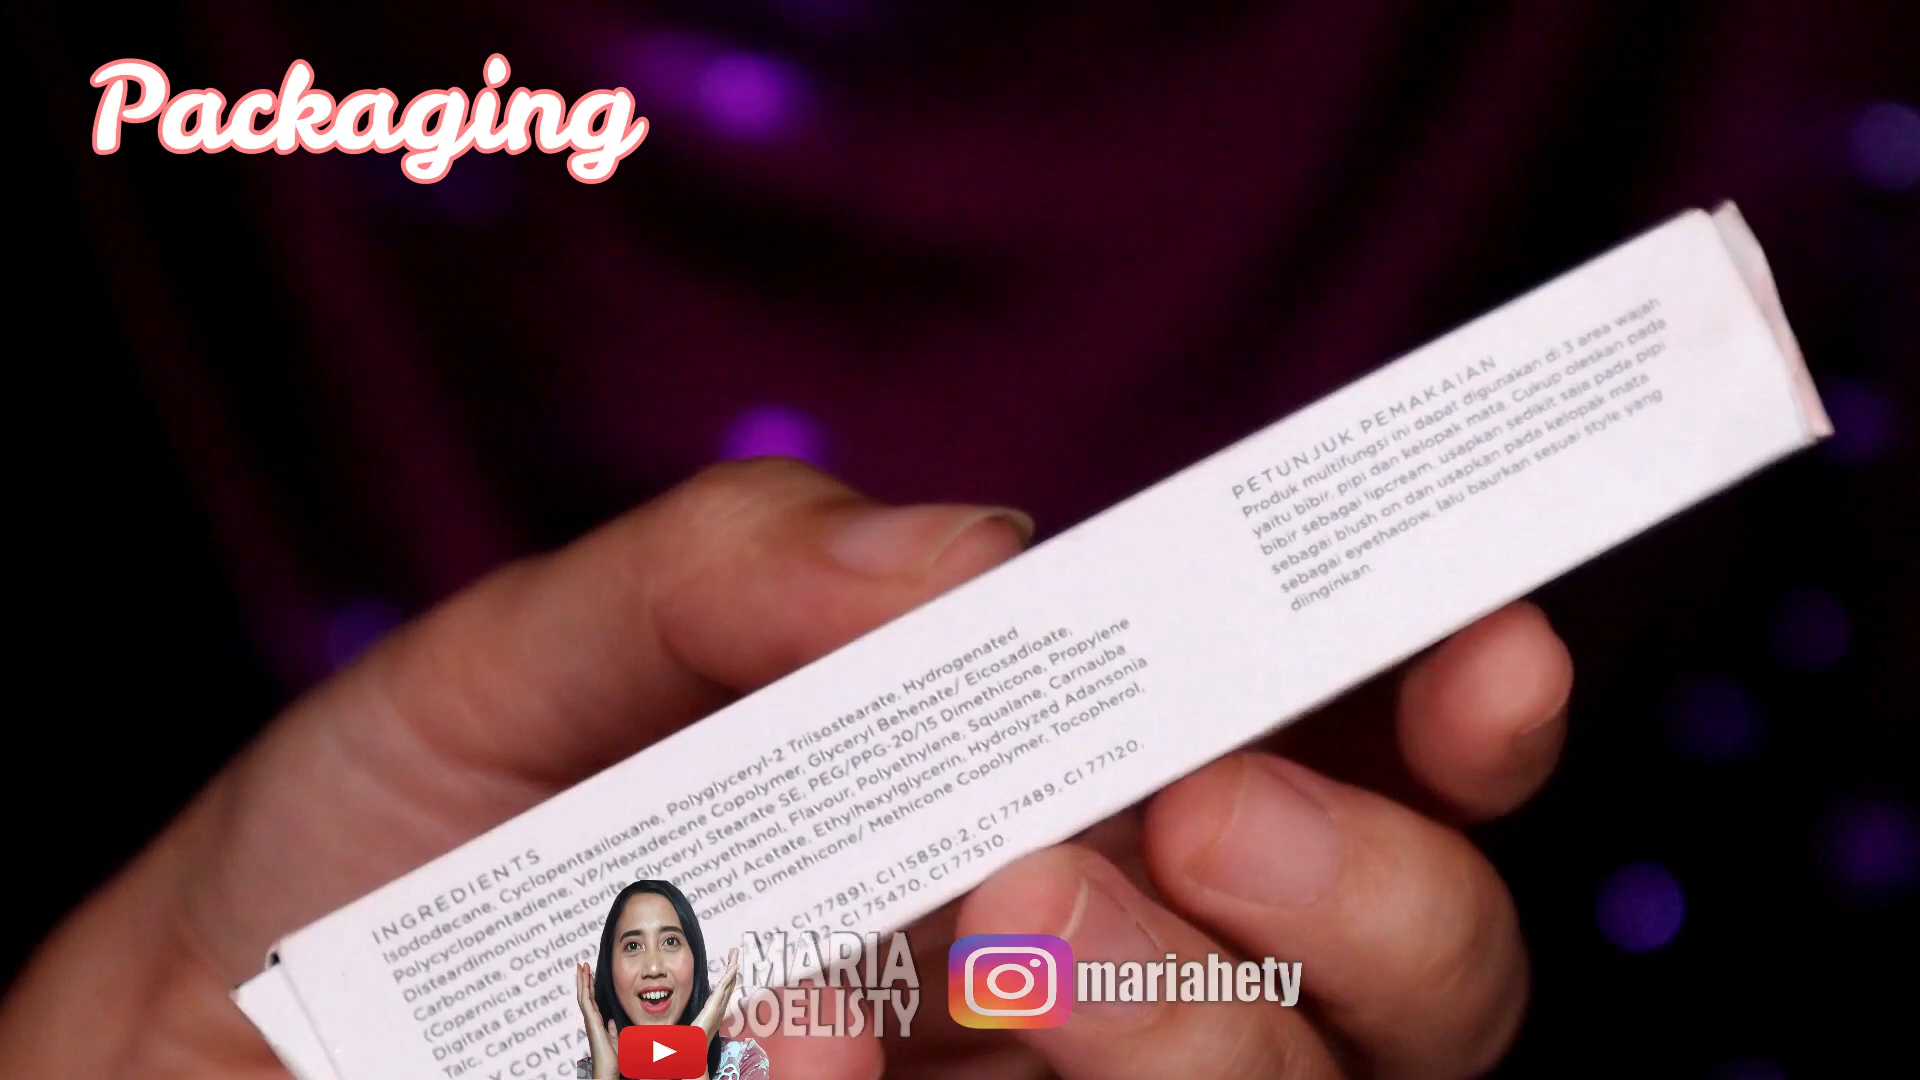 Packaging
PETUNJUK PEMAKAIAN
Produk multifungsi ini dapat digunakan di 3 area wajah
yaitu bibir, pipi dan kelopak mata. Cukup oleskan pada
bibir sebagai lipcream, usapkan sedikit saja pada pipi
sebagai blush on dan usapkan pada kelopak mata
sebagai eyeshadow, lalu baurkan sesuai style yang
diinginkan.
INGREDIENTS
Isododecane, Cyclopentasiloxane, Polyglyceryl-2 Triisostearate, Hydrogenated
Polycyclopentadiene, VP/Hexadecene Copolymer, Glyceryl Behenate/ Eicosadioate,
Disteardimonium Hectorite, Glyceryl Stearate SE, PEG/PPG-20/15 Dimethicone, Propylene
Carbonate, enoxyethanol, Flavour, Polyethylene, Squalane, Carnauba
(Copernicia Cerifera) pheryl Acetate, Ethylhexylglycerin, Hydrolyzed Adansonia
Digitata Extract, oxide, Dimethicone/ Methicone Copolymer, Tocopherol,
Talc, Carbomer
Y CONTA CI 77891, CI 15850:2, CI 77489, CI 77120,
CI 75470, CI 77510.
MARIA
SOELISTY
mariahety